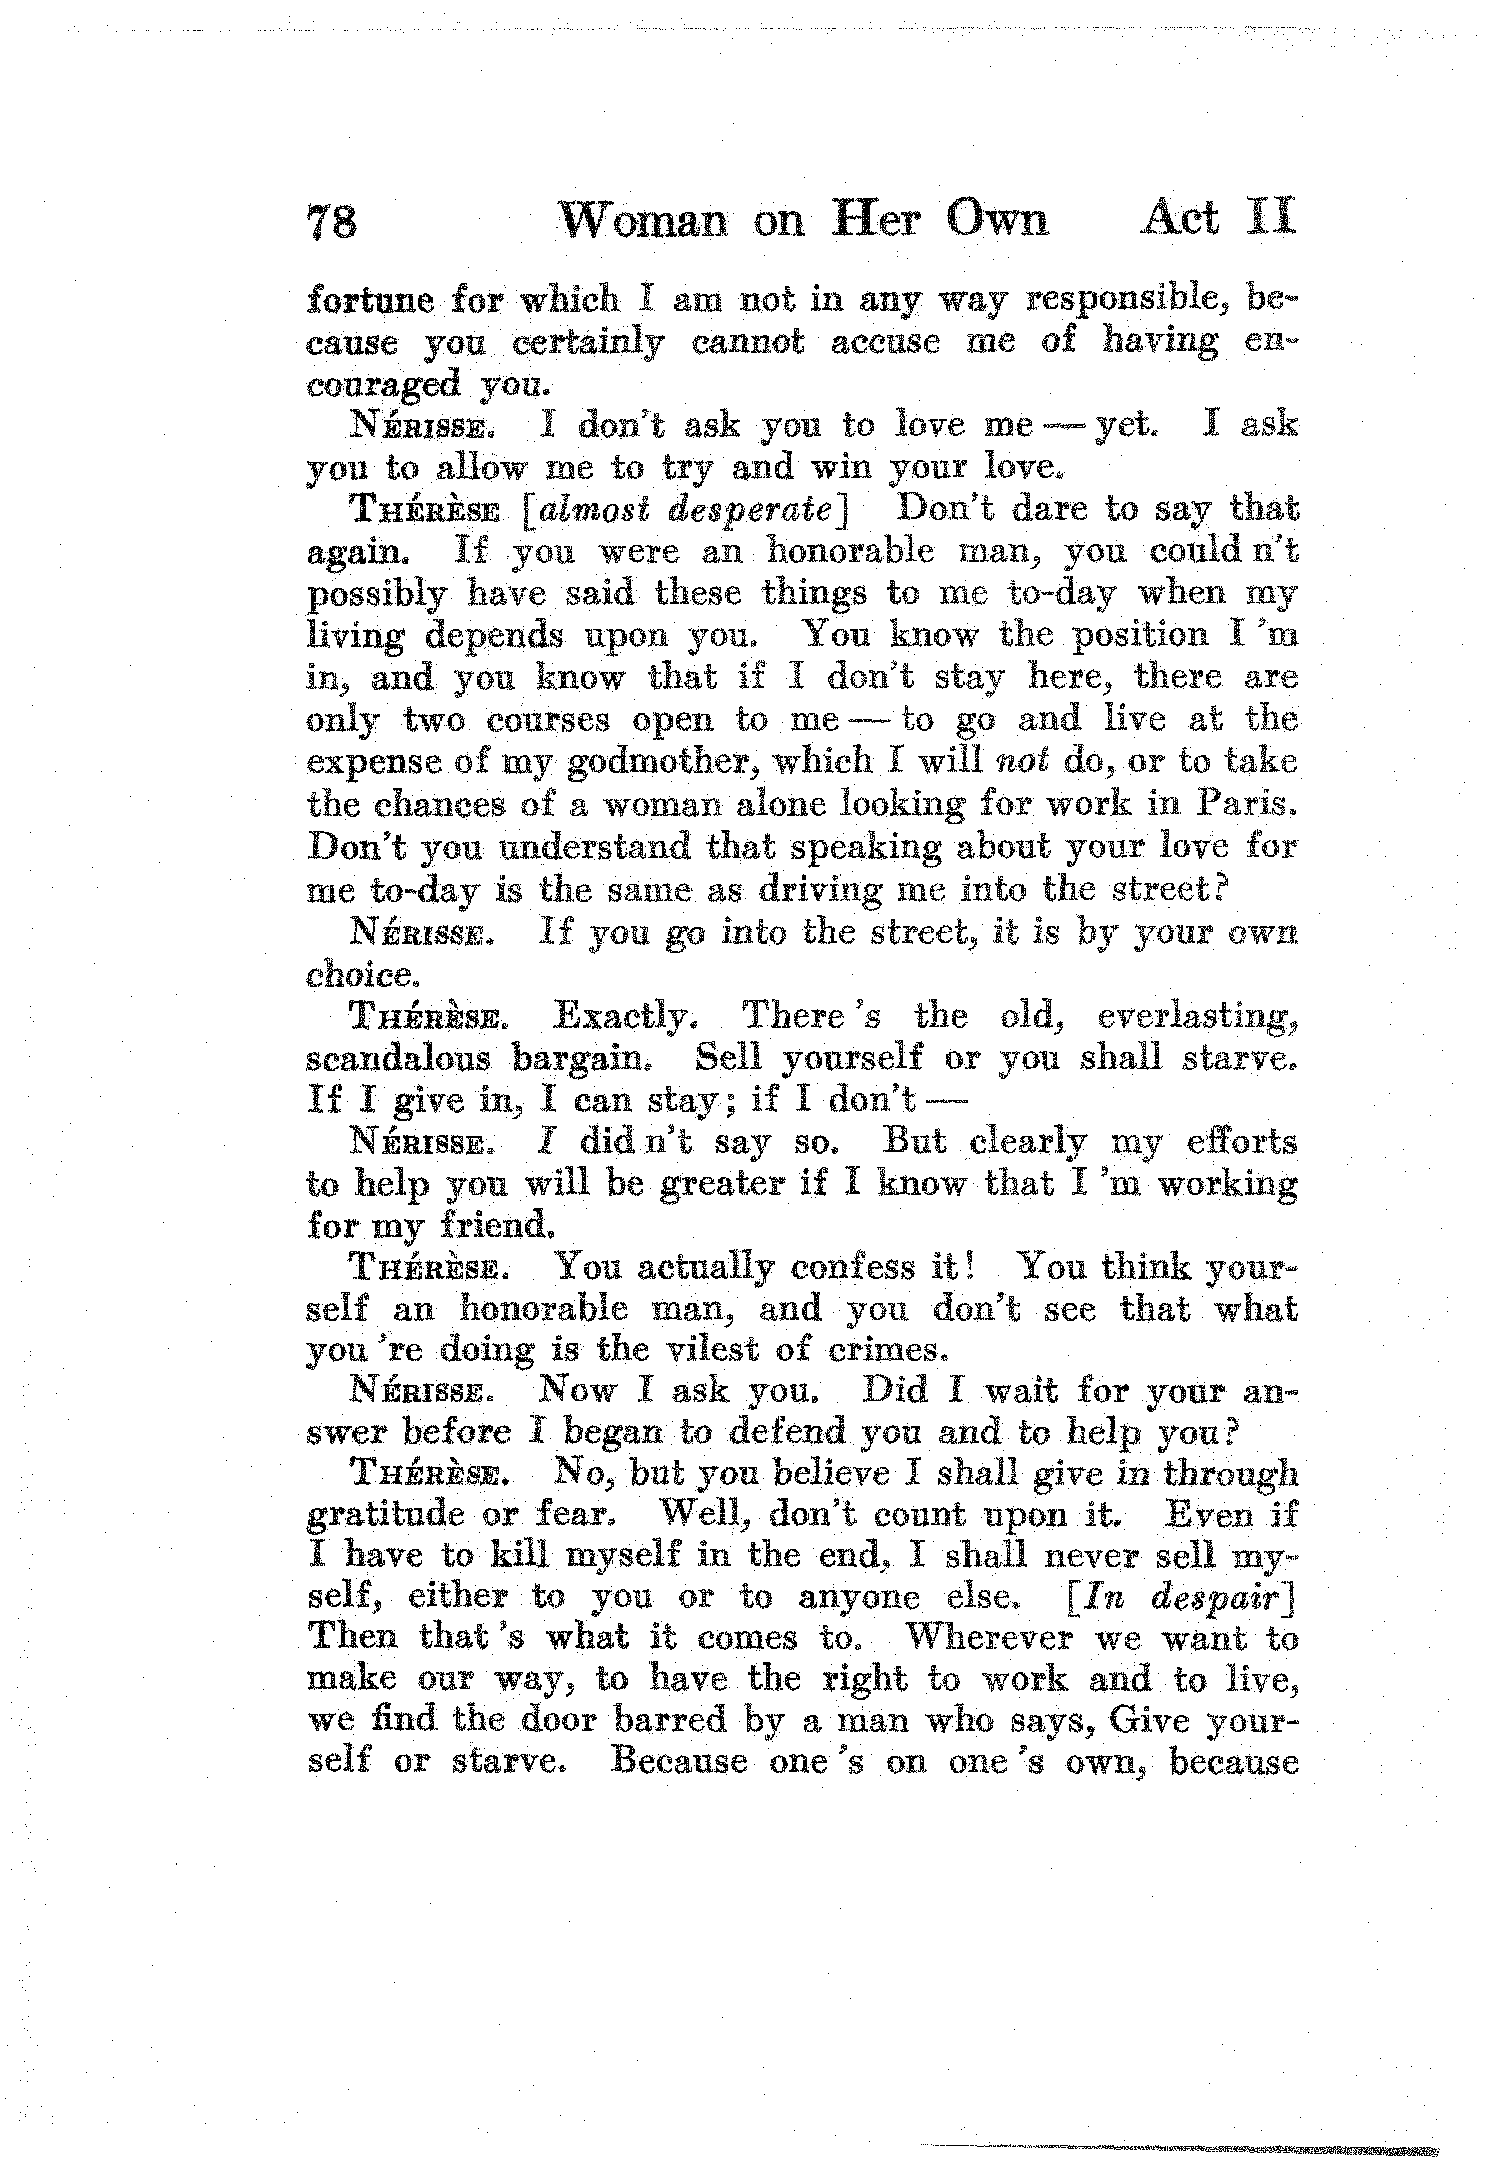 78 Woman on Her Own Act II
fortune for which I am not in any way responsible, be-
cause you certainly cannot accuse me of having en-
couraged you.
NÉRISSE. I don't ask you to love me — yet. I ask
you to allow me to try and win your love.
THÉRÈSE [almost desperate] Don't dare to say that
again. If you were an honorable man, you could n't
possibly have said these things to me to-day when my
living depends upon you. You know the position I 'm
in, and you know that if I don't stay here, there are
only two courses open to me — to go and live at the
expense of my godmother, which I will not do, or to take
the chances of a woman alone looking for work in Paris.
Don't you understand that speaking about your love for
me to-day is the same as driving me into the street?
NÉRISSE. If you go into the street, it is by your own
choice.
THÉRÈSE. Exactly. There 's the old, everlasting,
scandalous bargain. Sell yourself or you shall starve.
If I give in, I can stay; if I don't —
NÉRISSE. I did n't say so. But clearly my efforts
to help you will be greater if I know that I 'm working
for my friend.
THÉRÈSE. You actually confess it! You think your-
self an honorable man, and you don't see that what
you 're doing is the vilest of crimes.
NÉRISSE. Now I ask you. Did I wait for your an-
swer before I began to defend you and to help you?
THÉRÈSE. No, but you believe I shall give in through
gratitude or fear. Well, don't count upon it. Even if
I have to kill myself in the end, I shall never sell my-
self, either to you or to anyone else. [In despair]
Then that 's what it comes to. Wherever we want to
make our way, to have the right to work and to live,
we find the door barred by a man who says, Give your-
self or starve. Because one 's on one 's own, because